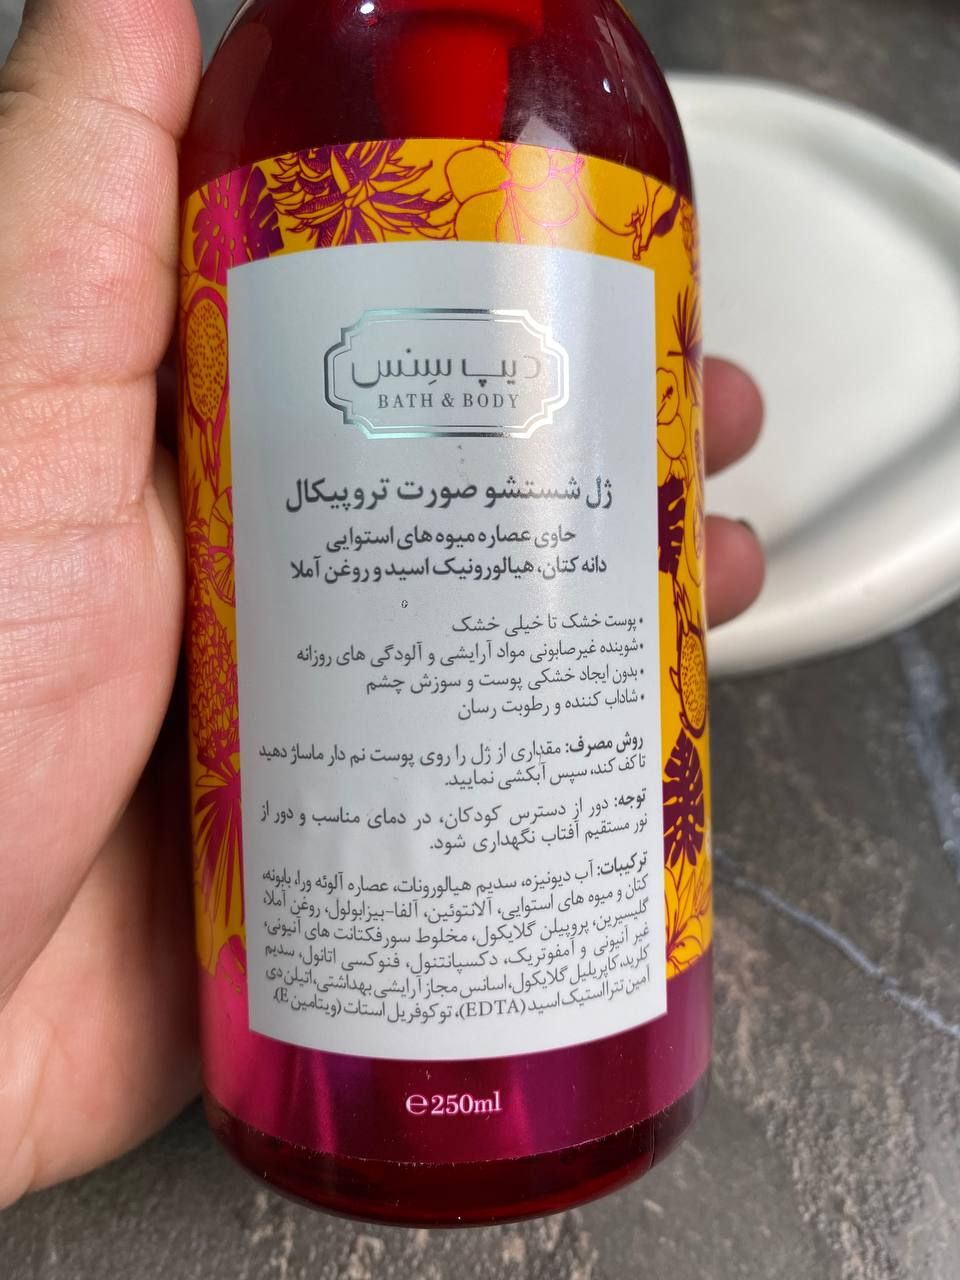 دیپ سِنس
BATH & BODY
ژل شستشو صورت تروپیکال
حاوی عصاره میوه های استوایی
دانه کتان، هیالورونیک اسید و روغن آملا
• پوست خشک تا خیلی خشک
• شوینده غیرصابونی مواد آرایشی و آلودگی های روزانه
• بدون ایجاد خشکی پوست و سوزش چشم
• شاداب کننده و رطوبت رسان
روش مصرف: مقداری از ژل را روی پوست نم دار ماساژ دهید
تا کف کند، سپس آبکشی نمایید.
توجه: دور از دسترس کودکان، در دمای مناسب و دور از
نور مستقیم آفتاب نگهداری شود.
ترکیبات: آب دیونیزه، سدیم هیالورونات، عصاره آلوئه ورا، بابونه،
کتان و میوه های استوایی، آلانتوئین، آلفا-بیزابولول، روغن آملا،
گلیسیرین، پروپیلن گلایکول، مخلوط سورفکتانت های آنیونی،
غیر آنیونی و آمفوتریک، دکسپانتنول، فنوکسی اتانول، سدیم
کلرید، کاپریلیل گلایکول، اسانس مجاز آرایشی بهداشتی، اتیلن دی
آمین تترا استیک اسید (EDTA)، توکوفریل استات (ویتامین E).
℮250ml